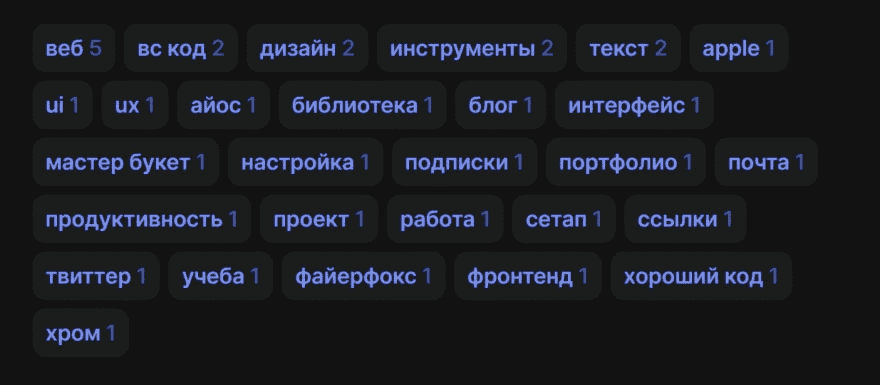 веб 5 вс код 2 дизайн 2 инструменты 2 текст 2 apple 1
ui 1 ux 1 айос 1 библиотека 1 блог 1 интерфейс 1
мастер букет 1 настройка 1 подписки 1 портфолио 1 почта 1
продуктивность 1 проект 1 работа 1 сетап 1 ссылки 1
твиттер 1 учеба 1 файерфокс 1 фронтенд 1 хороший код 1
хром 1